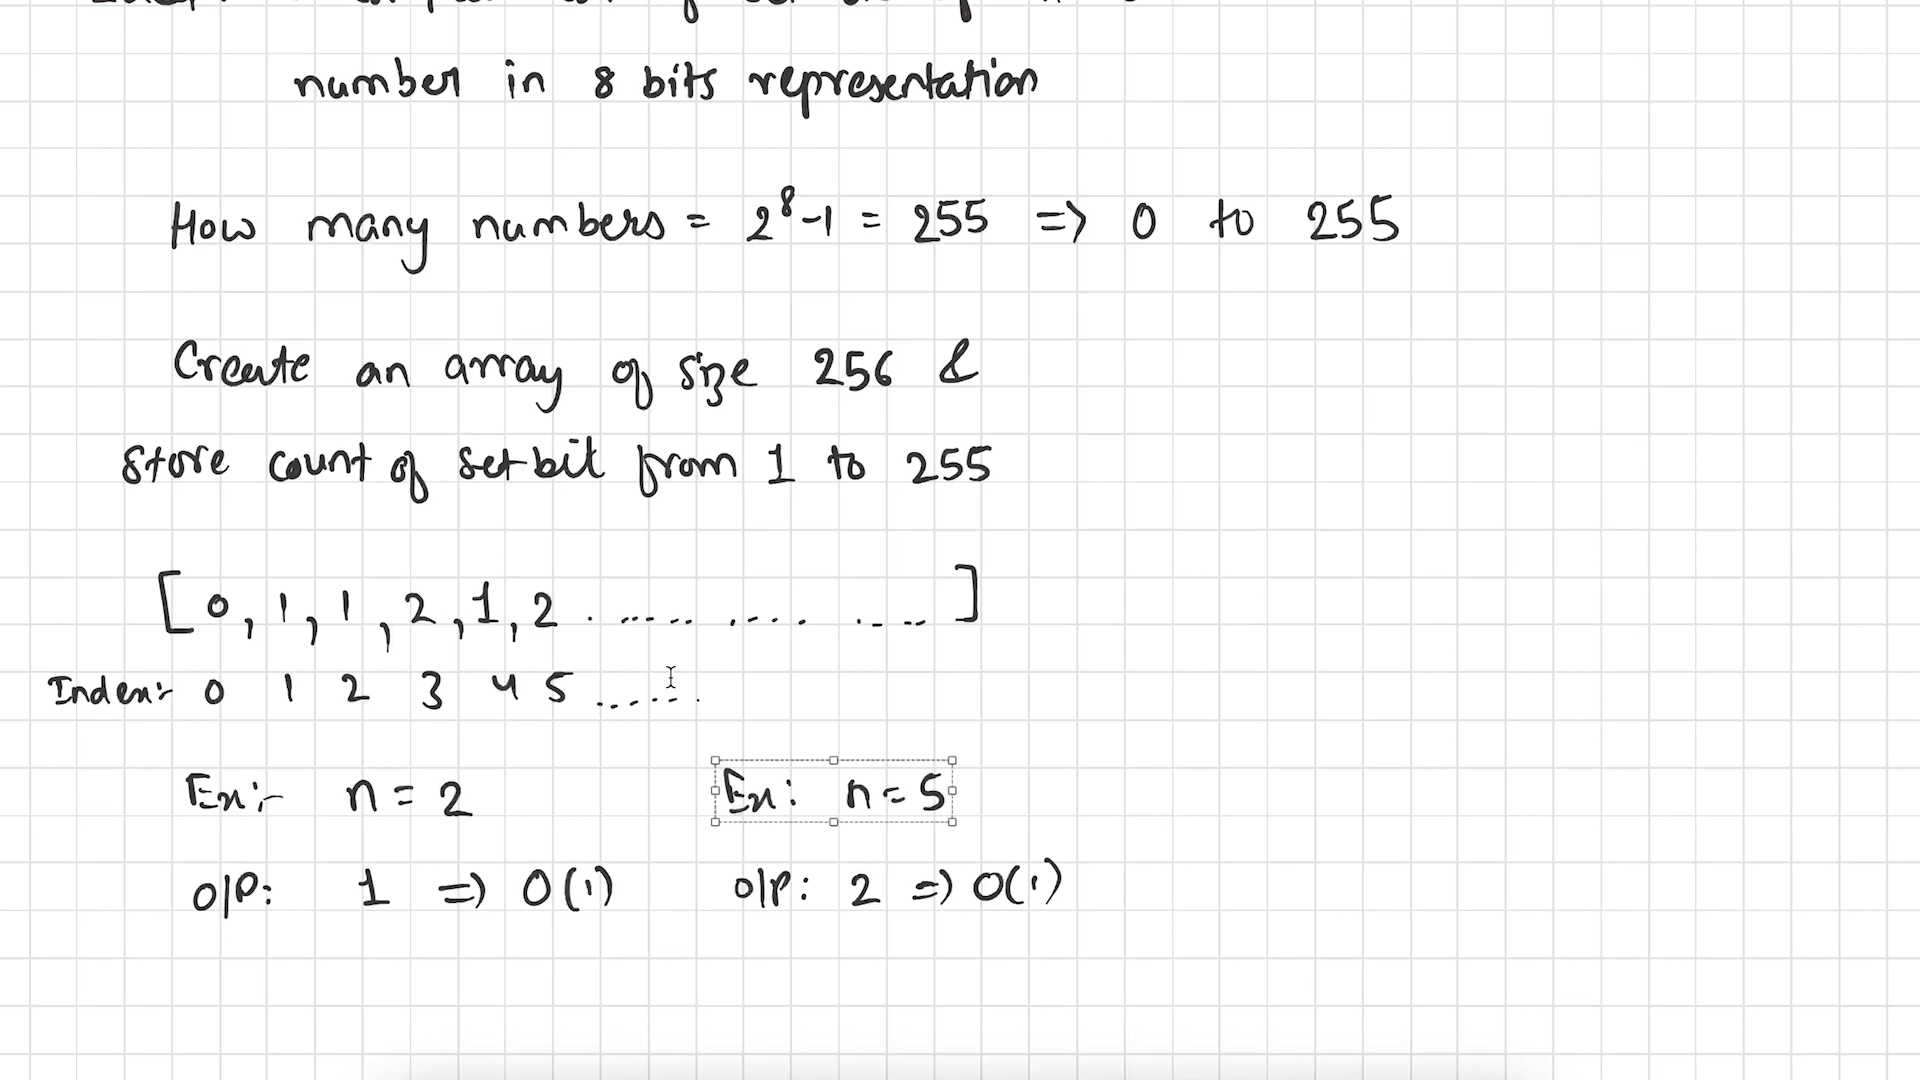 number in 8 bits representation
How many numbers = 2⁸-1 = 255 => 0 to 255
Create an array of size 256 &
store count of set bit from 1 to 255
[0, 1, 1, 2, 1, 2 . ..... .... .....]
Index:- 0 1 2 3 4 5 .......
Ex:- n = 2 Ex: n = 5
O/P: 1 => O(1) O/P: 2 => O(1)